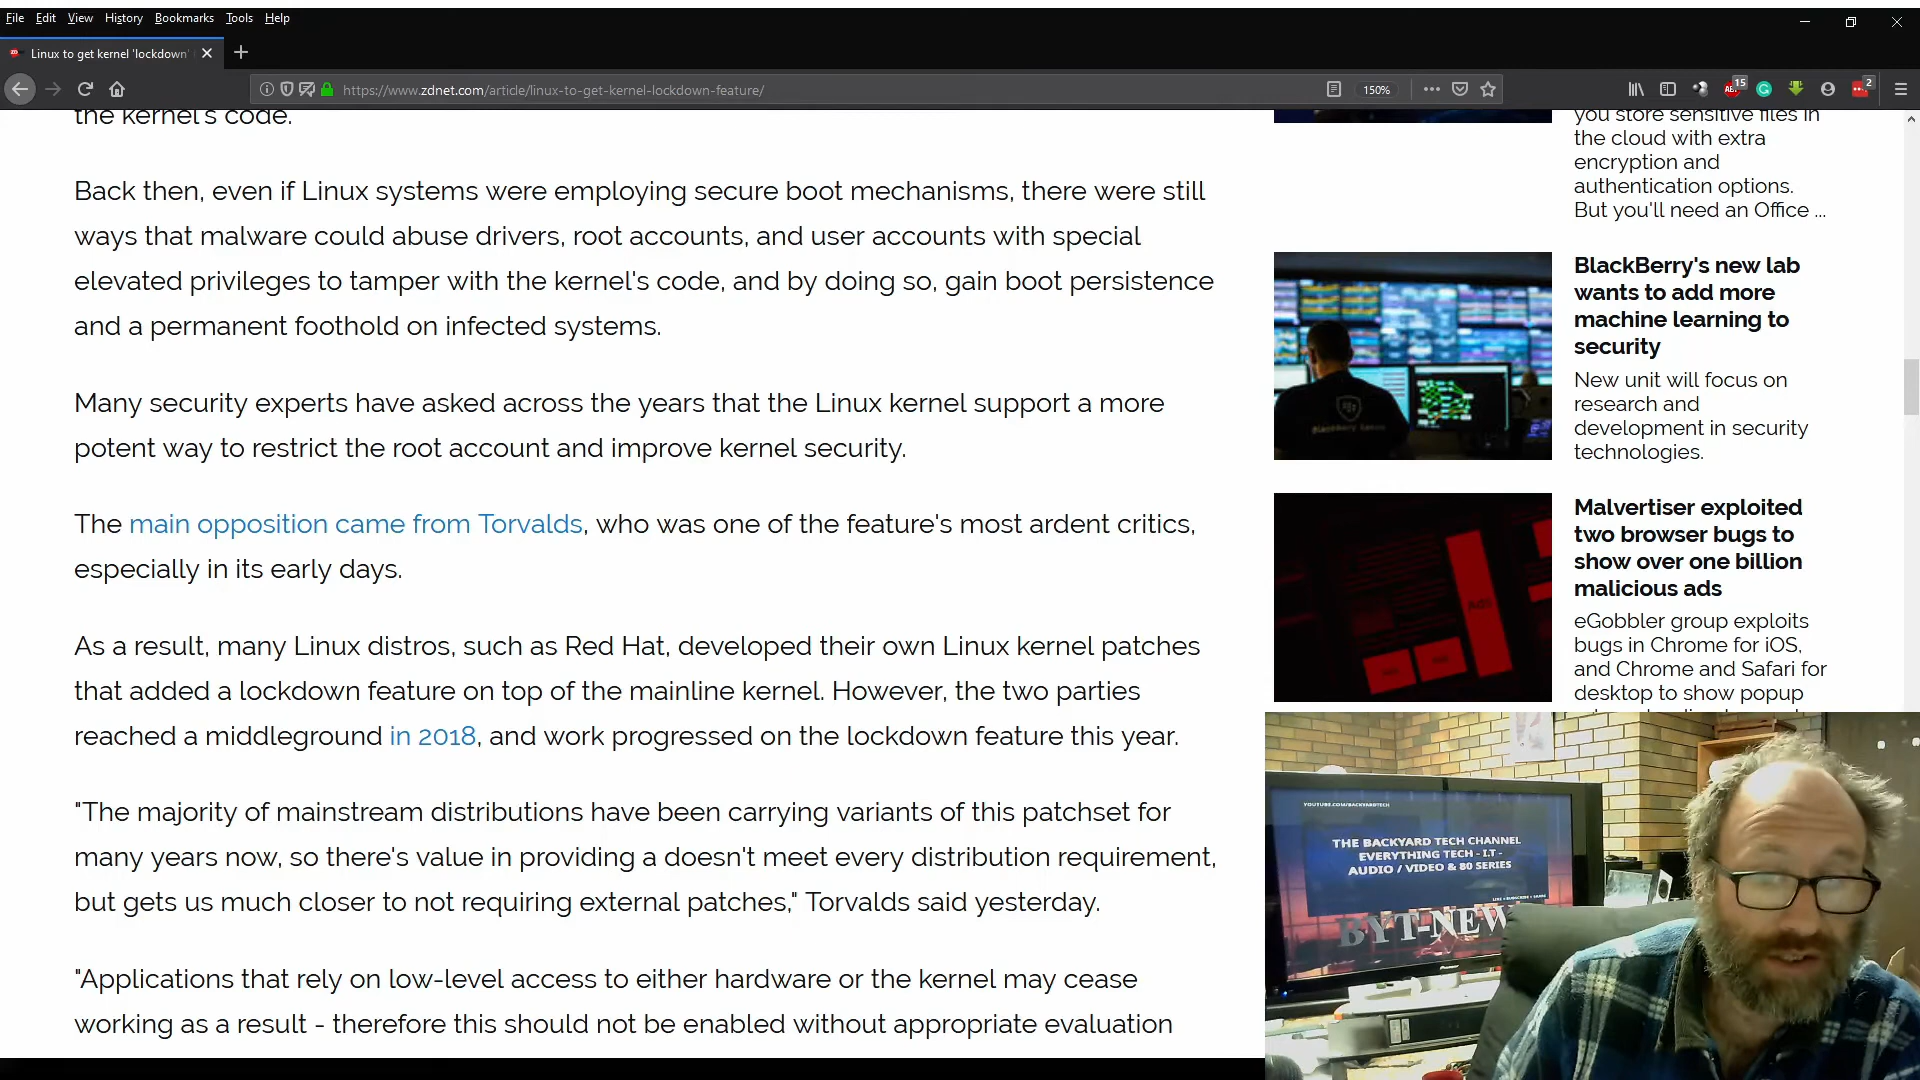 File Edit View History Bookmarks Tools Help
Linux to get kernel 'lockdown'
https://www.zdnet.com/article/linux-to-get-kernel-lockdown-feature/
150%
15
2
the kernel's code.
Back then, even if Linux systems were employing secure boot mechanisms, there were still
ways that malware could abuse drivers, root accounts, and user accounts with special
elevated privileges to tamper with the kernel's code, and by doing so, gain boot persistence
and a permanent foothold on infected systems.
Many security experts have asked across the years that the Linux kernel support a more
potent way to restrict the root account and improve kernel security.
The main opposition came from Torvalds, who was one of the feature's most ardent critics,
especially in its early days.
As a result, many Linux distros, such as Red Hat, developed their own Linux kernel patches
that added a lockdown feature on top of the mainline kernel. However, the two parties
reached a middleground in 2018, and work progressed on the lockdown feature this year.
"The majority of mainstream distributions have been carrying variants of this patchset for
many years now, so there's value in providing a doesn't meet every distribution requirement,
but gets us much closer to not requiring external patches," Torvalds said yesterday.
"Applications that rely on low-level access to either hardware or the kernel may cease
working as a result - therefore this should not be enabled without appropriate evaluation
you store sensitive files in
the cloud with extra
encryption and
authentication options.
But you'll need an Office ...
BlackBerry's new lab
wants to add more
machine learning to
security
New unit will focus on
research and
development in security
technologies.
Malvertiser exploited
two browser bugs to
show over one billion
malicious ads
eGobbler group exploits
bugs in Chrome for iOS,
and Chrome and Safari for
desktop to show popup
Ads
YOUTUBE.COM/BACKYARDTECH
THE BACKYARD TECH CHANNEL
EVERYTHING TECH - I.T -
AUDIO / VIDEO & 80 SERIES
LIKE + SUBSCRIBE + SHARE
BYT-NEW
Pioneer